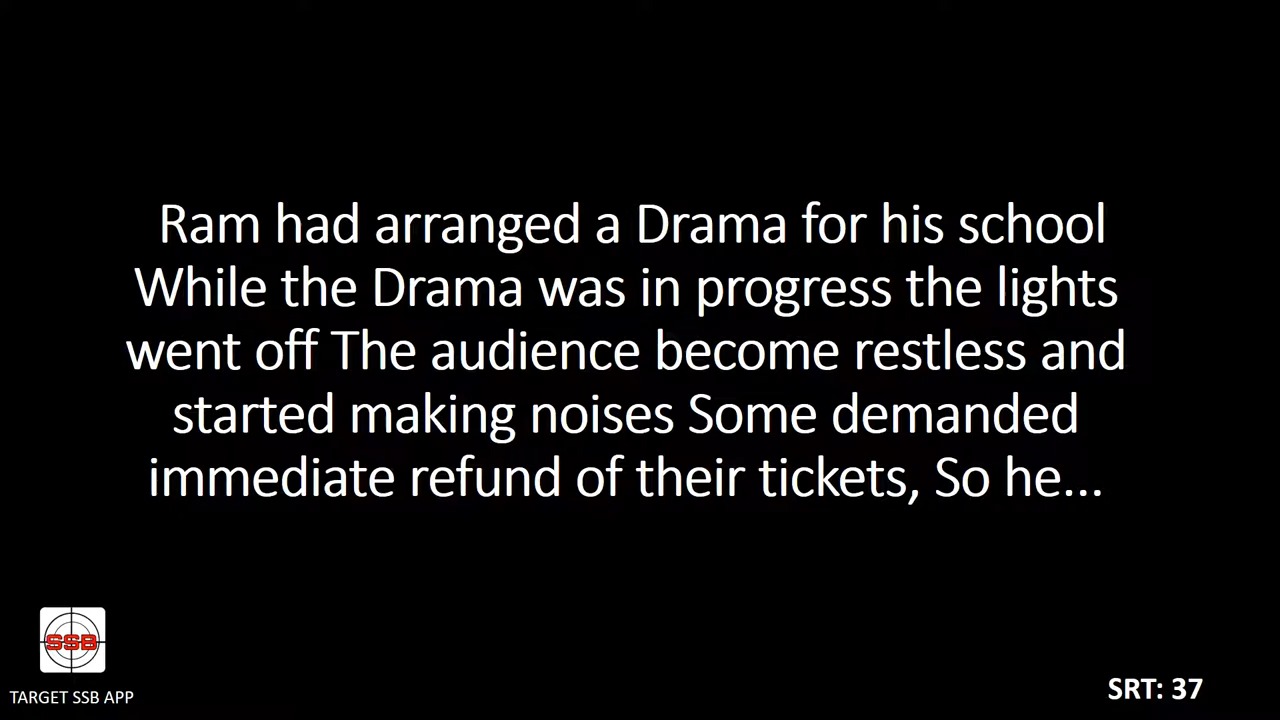 Ram had arranged a Drama for his school
While the Drama was in progress the lights
went off The audience become restless and
started making noises Some demanded
immediate refund of their tickets, So he...
SSB
TARGET SSB APP
SRT: 37